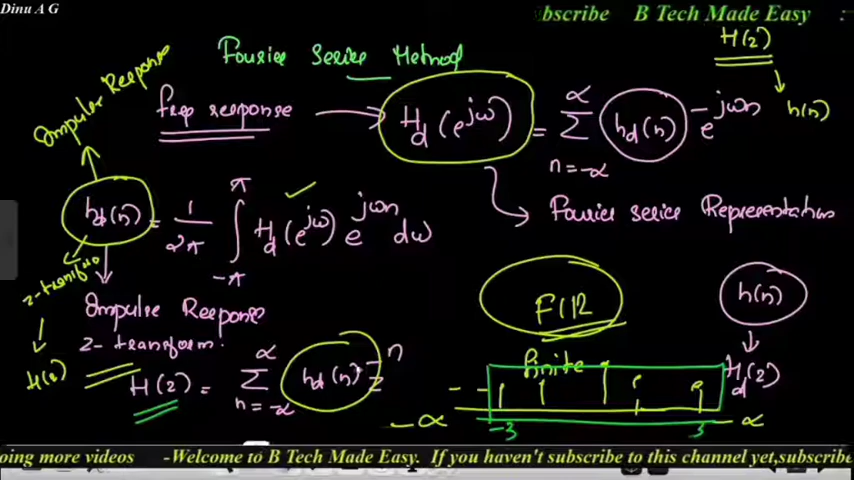 Dinu A G
bscribe B Tech Made Easy :
H(z)
h(n)
Fourier Series Method
Impulse Response
freq response → H_d(e^{jω}) = Σ_{n=-∞}^{∞} h_d(n) e^{-jωn}
Fourier series Representation
h_d(n) = 1/2π ∫_{-π}^{π} H_d(e^{jω}) e^{jωn} dω
z-transfo
H(z)
Impulse Response
z-transform.
H(z) = Σ_{n=-∞}^{∞} h_d(n) z^{-n}
FIR
finite
h(n)
H_d(z)
-∞ -3 3 ∞
oing more videos -Welcome to B Tech Made Easy. If you haven't subscribe to this channel yet,subscribe